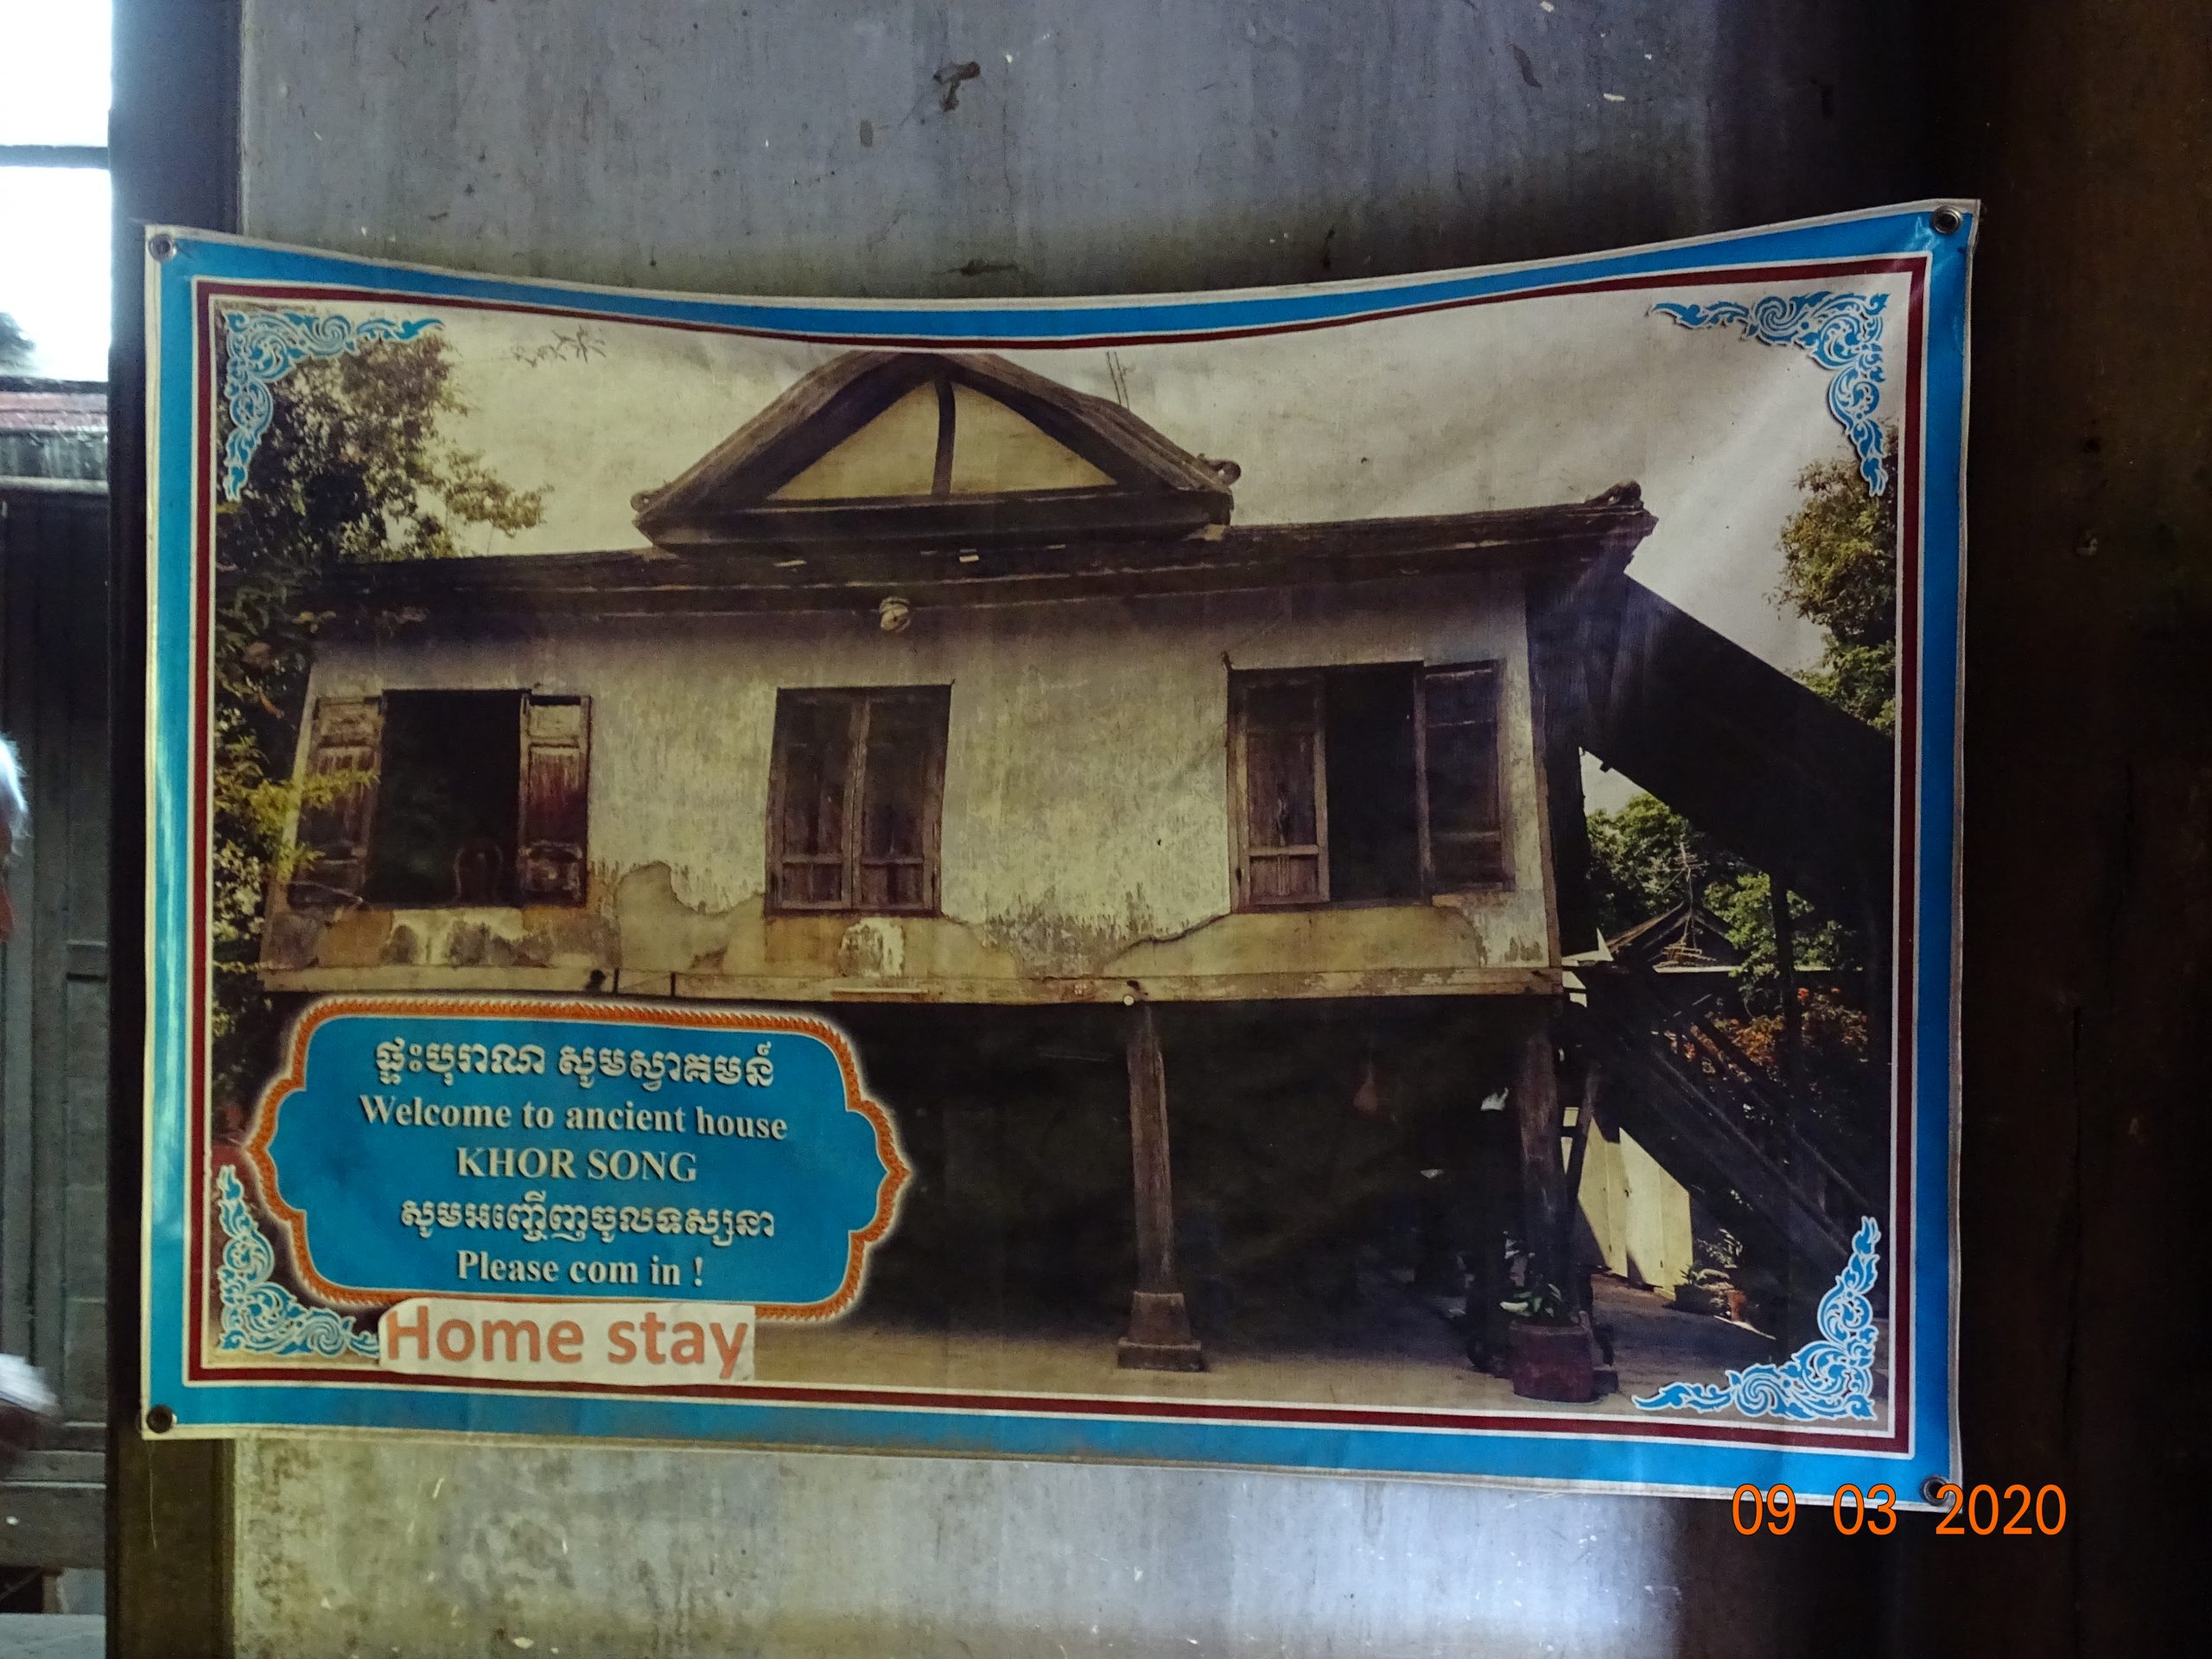 ផ្ទះបុរាណ សូមស្វាគមន៍
Welcome to ancient house
KHOR SONG
សូមអញ្ជើញចូលទស្សនា
Please com in !
Home stay
09 03 2020